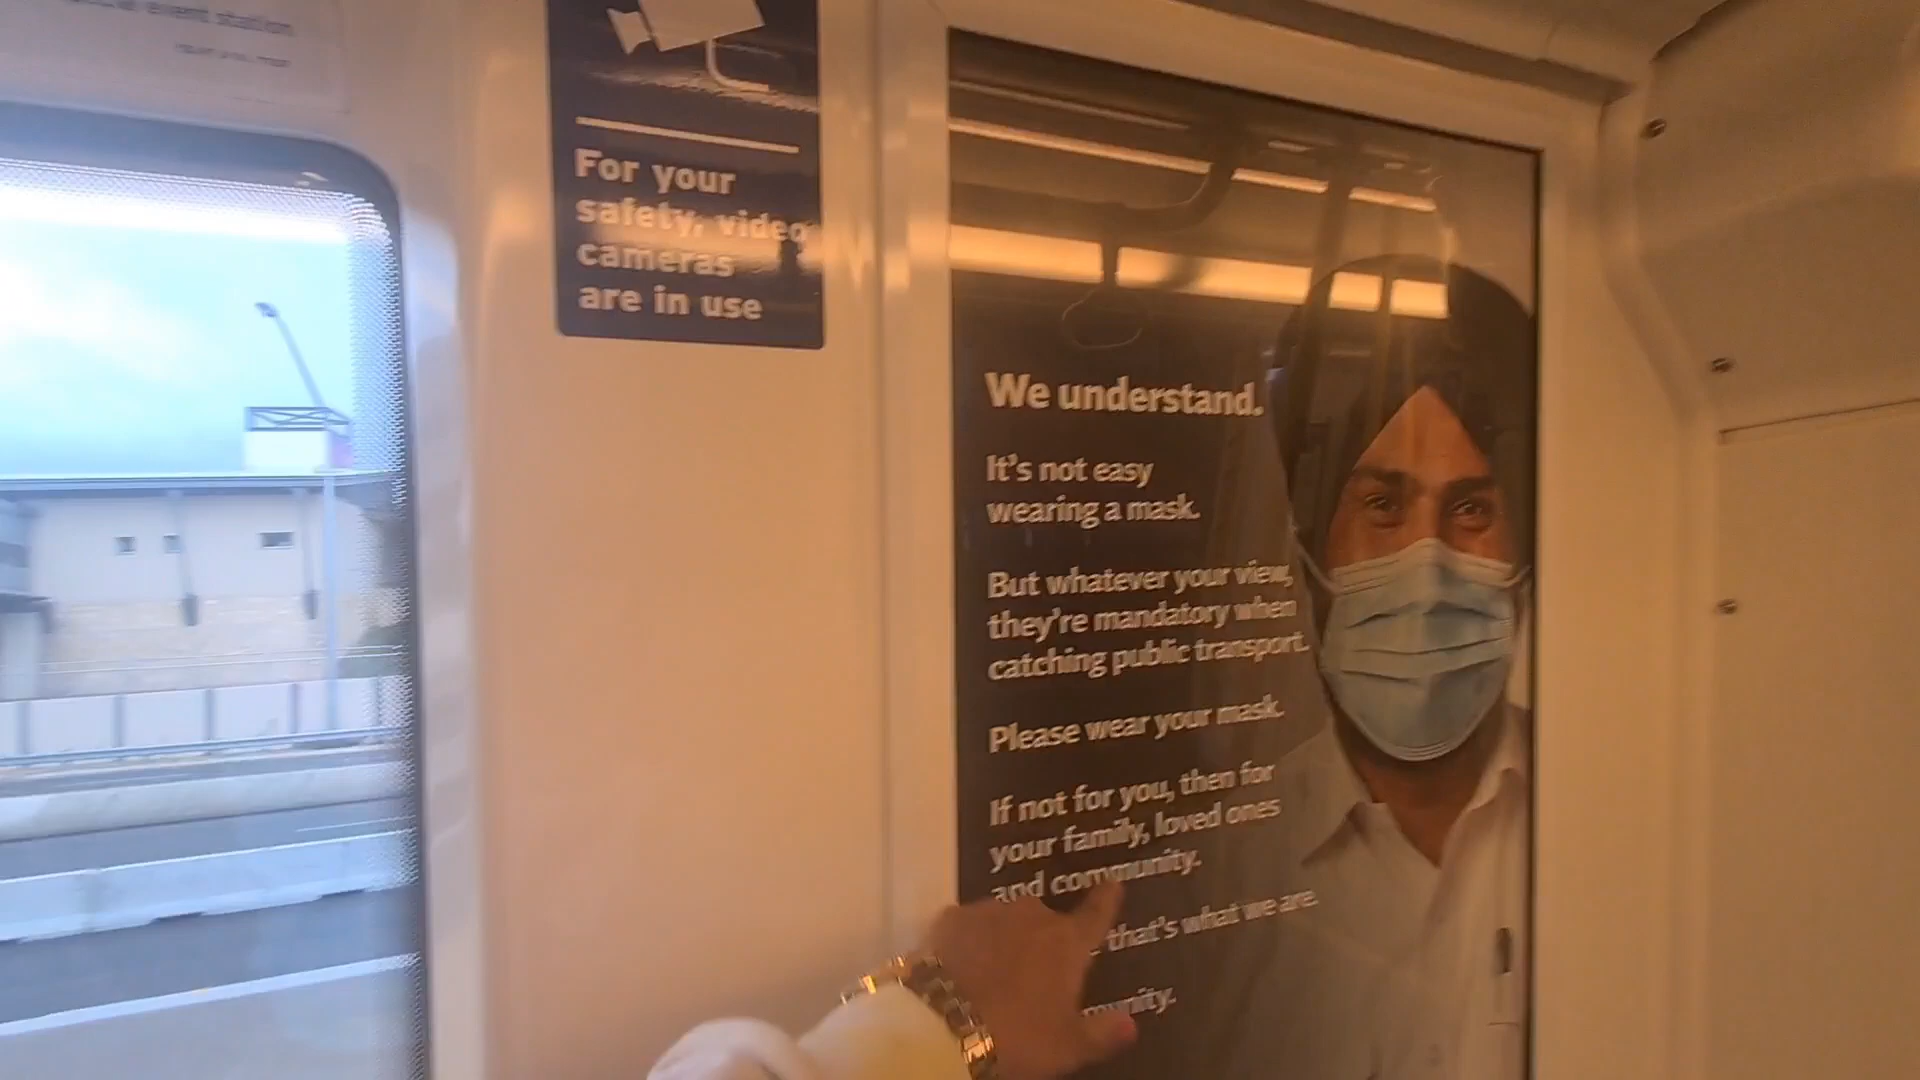 event station
For your
safety, video
cameras
are in use
We understand.
It's not easy
wearing a mask.
But whatever your view,
they're mandatory when
catching public transport.
Please wear your mask.
If not for you, then for
your family, loved ones
and community.
that's what we are.